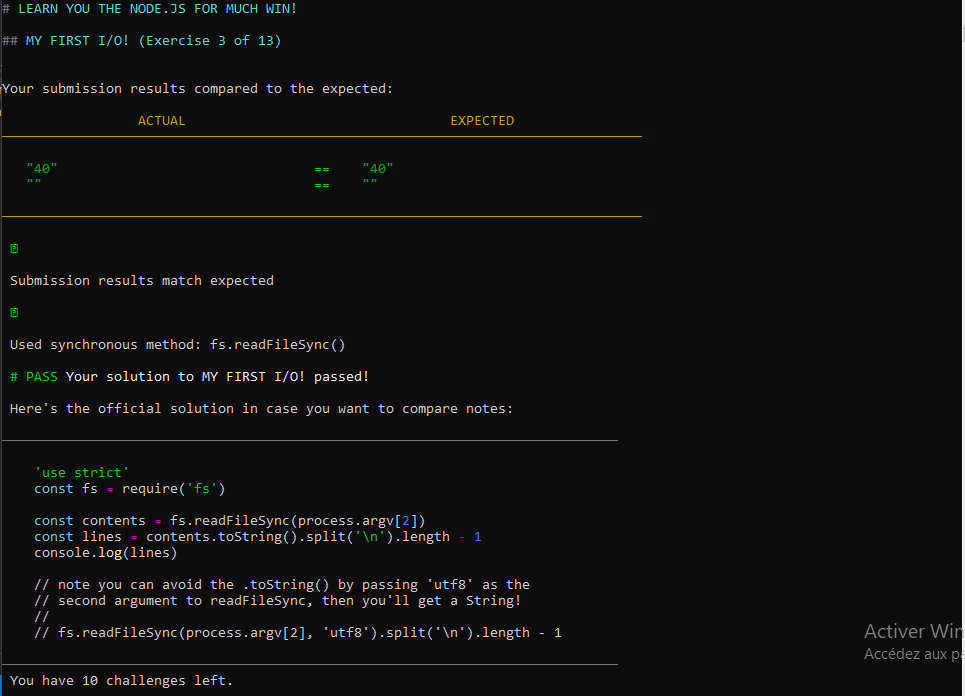 # LEARN YOU THE NODE.JS FOR MUCH WIN!
## MY FIRST I/O! (Exercise 3 of 13)
Your submission results compared to the expected:
ACTUAL EXPECTED
"40" == "40"
"" == ""
Submission results match expected
Used synchronous method: fs.readFileSync()
# PASS Your solution to MY FIRST I/O! passed!
Here's the official solution in case you want to compare notes:
'use strict'
const fs = require('fs')
const contents = fs.readFileSync(process.argv[2])
const lines = contents.toString().split('\n').length - 1
console.log(lines)
// note you can avoid the .toString() by passing 'utf8' as the
// second argument to readFileSync, then you'll get a String!
//
// fs.readFileSync(process.argv[2], 'utf8').split('\n').length - 1
Activer Win
Accédez aux pa
You have 10 challenges left.